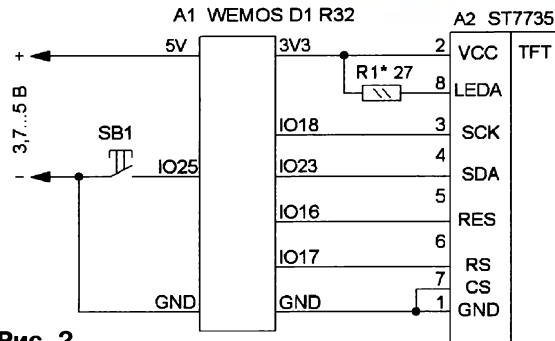 A1 WEMOS D1 R32
A2 ST7735
5V
3V3
2
VCC
TFT
+
R1* 27
8
LEDA
3,7...5 В
SB1
IO18
3
SCK
–
IO25
IO23
4
SDA
5
IO16
RES
6
IO17
RS
7
CS
GND
GND
1
GND
Рис. 2